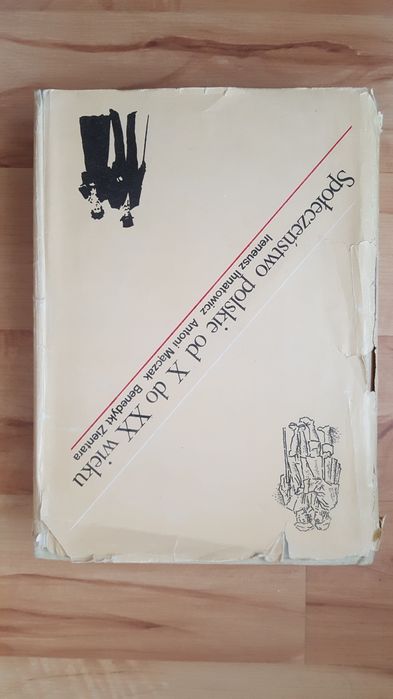 Ireneusz Ihnatowicz Antoni Mączak Benedykt Zientara
Społeczeństwo polskie od X do XX wieku